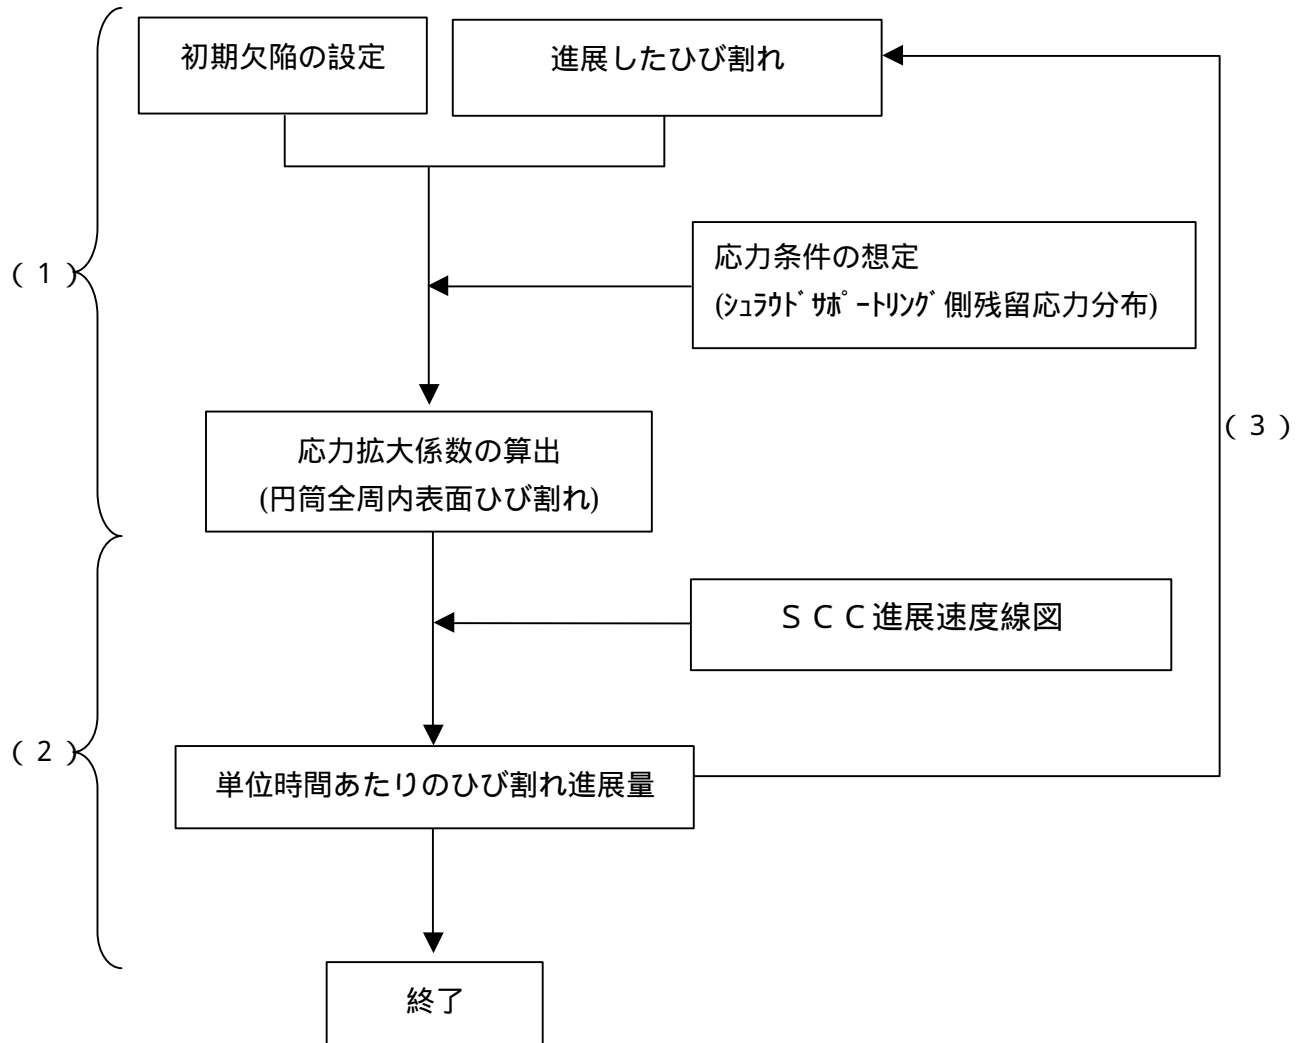 初期欠陥の設定
進展したひび割れ
応力条件の想定
(ｼｭﾗｳﾄﾞｻﾎﾟｰﾄﾘﾝｸﾞ側残留応力分布)
(１)
(３)
応力拡大係数の算出
(円筒全周内表面ひび割れ)
ＳＣＣ進展速度線図
(２)
単位時間あたりのひび割れ進展量
終了